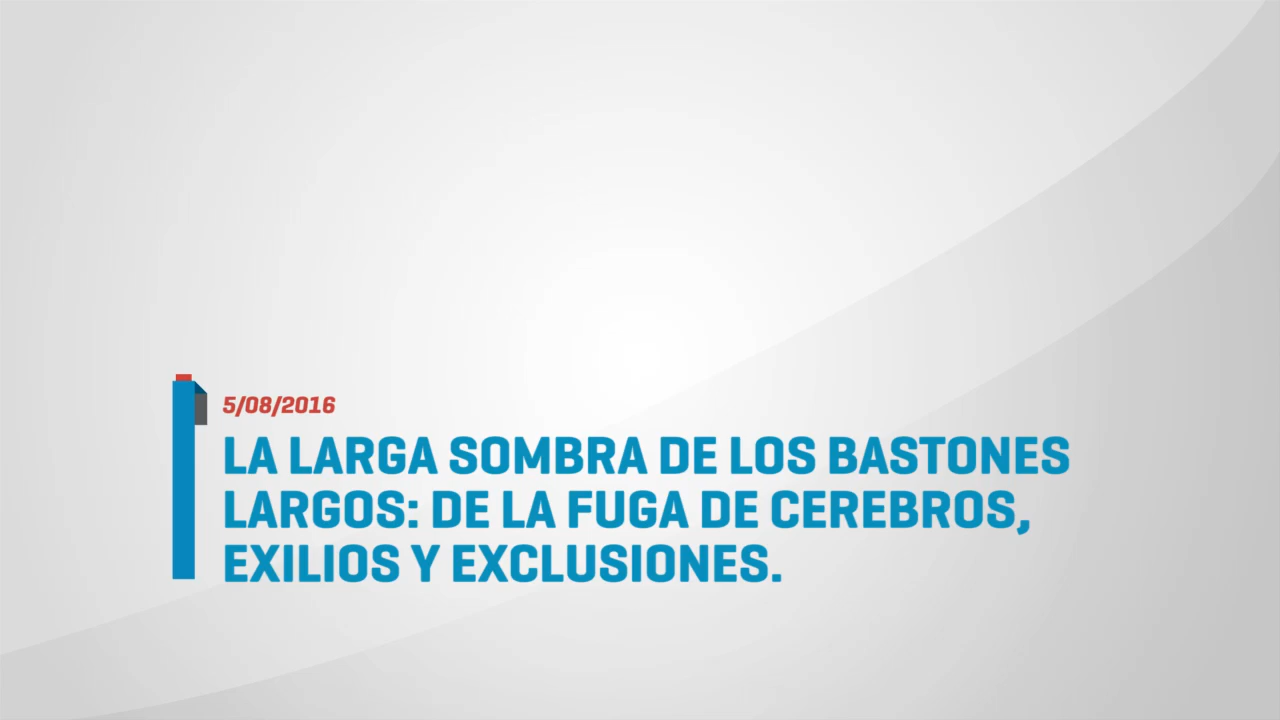 5/08/2016
LA LARGA SOMBRA DE LOS BASTONES
LARGOS: DE LA FUGA DE CEREBROS,
EXILIOS Y EXCLUSIONES.